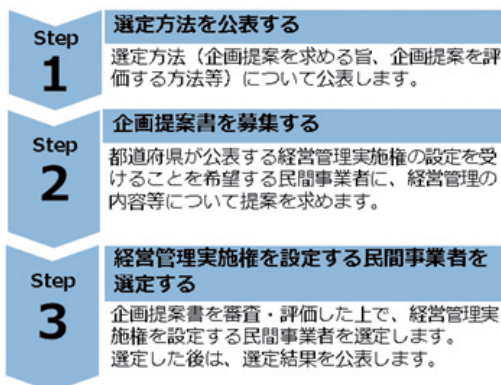 Step
1
選定方法を公表する
選定方法（企画提案を求める旨、企画提案を評
価する方法等）について公表します。
Step
2
企画提案書を募集する
都道府県が公表する経営管理実施権の設定を受
けることを希望する民間事業者に、経営管理の
内容等について提案を求めます。
Step
3
経営管理実施権を設定する民間事業者を
選定する
企画提案書を審査・評価した上で、経営管理実
施権を設定する民間事業者を選定します。
選定した後は、選定結果を公表します。